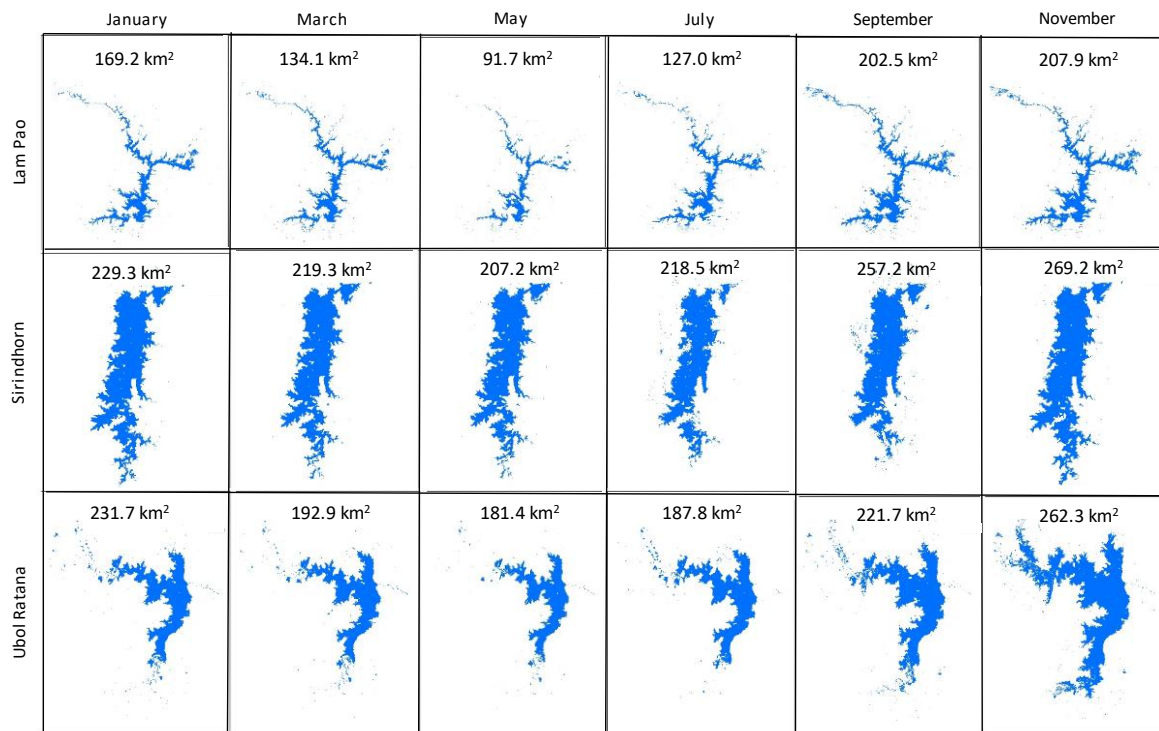 January March May July September November
Lam Pao
169.2 km² 134.1 km² 91.7 km² 127.0 km² 202.5 km² 207.9 km²
Sirindhorn
229.3 km² 219.3 km² 207.2 km² 218.5 km² 257.2 km² 269.2 km²
Ubol Ratana
231.7 km² 192.9 km² 181.4 km² 187.8 km² 221.7 km² 262.3 km²